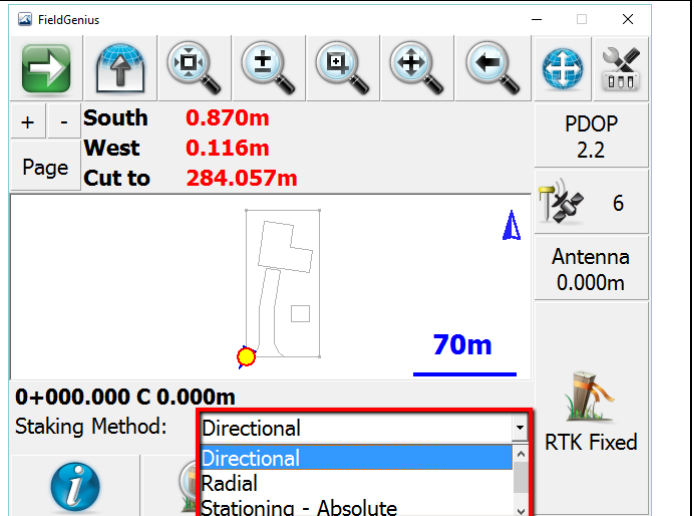 FieldGenius
+ - South 0.870m
West 0.116m
Page
Cut to 284.057m
PDOP
2.2
6
Antenna
0.000m
70m
0+000.000 C 0.000m
Staking Method: Directional
Directional
Radial
Stationing - Absolute
RTK Fixed